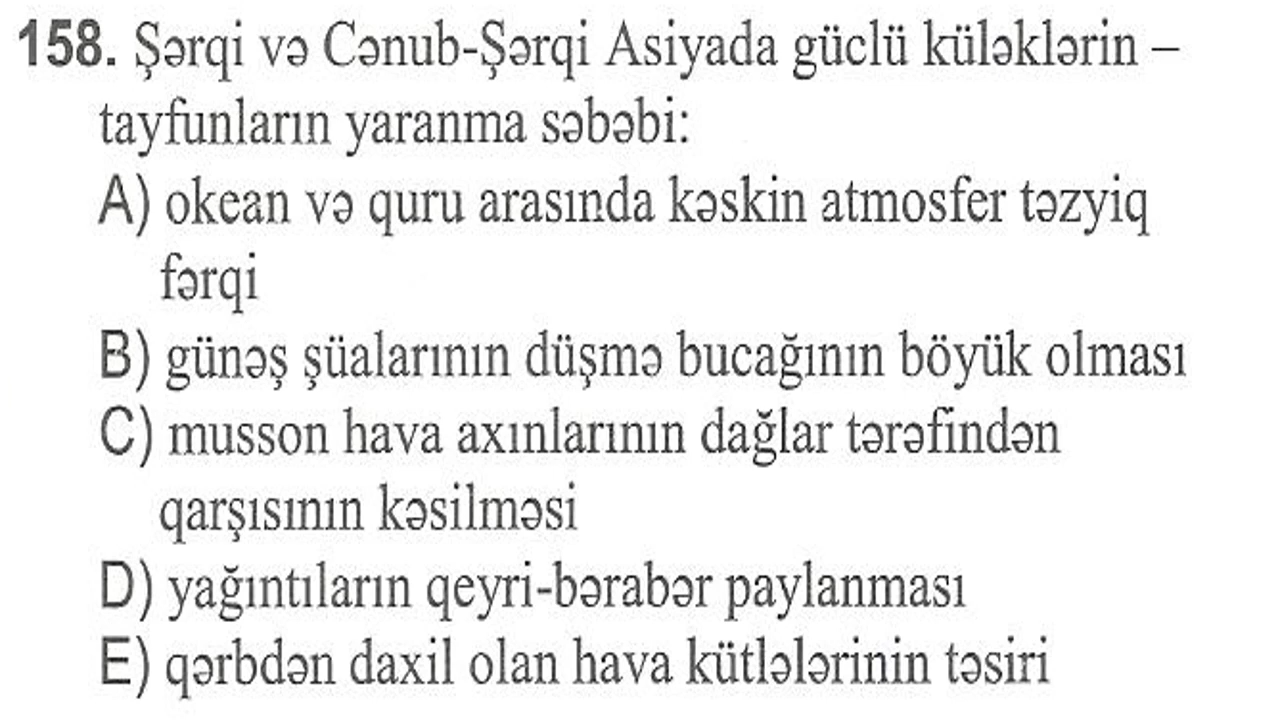 158. Şərqi və Cənub-Şərqi Asiyada güclü küləklərin –
tayfunların yaranma səbəbi:
A) okean və quru arasında kəskin atmosfer təzyiq
fərqi
B) günəş şüalarının düşmə bucağının böyük olması
C) musson hava axınlarının dağlar tərəfindən
qarşısının kəsilməsi
D) yağıntıların qeyri-bərabər paylanması
E) qərbdən daxil olan hava kütlələrinin təsiri